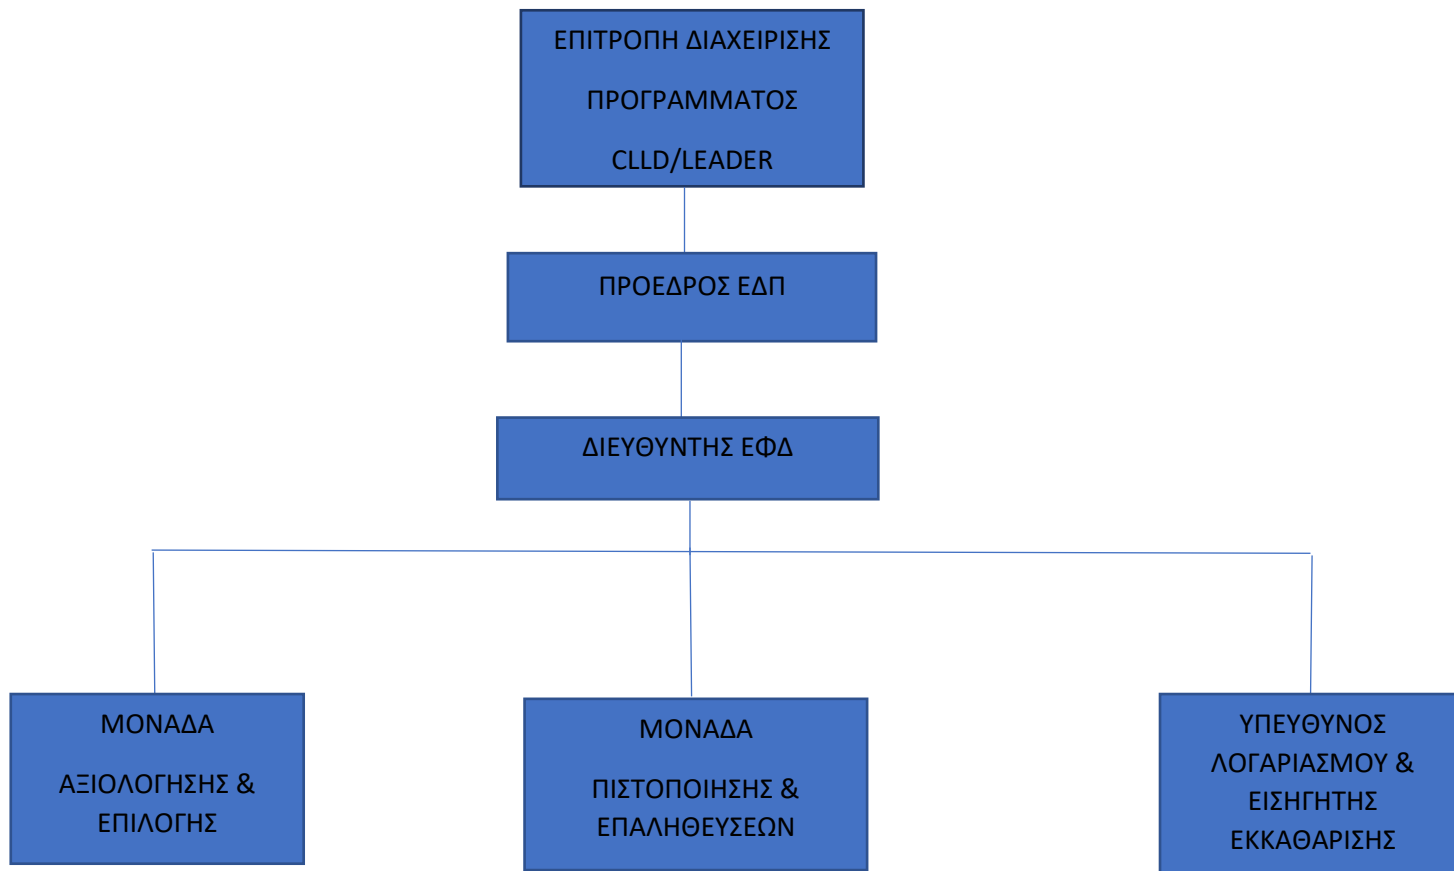 ΕΠΙΤΡΟΠΗ ΔΙΑΧΕΙΡΙΣΗΣ
ΠΡΟΓΡΑΜΜΑΤΟΣ
CLLD/LEADER
ΠΡΟΕΔΡΟΣ ΕΔΠ
ΔΙΕΥΘΥΝΤΗΣ ΕΦΔ
ΜΟΝΑΔΑ
ΑΞΙΟΛΟΓΗΣΗΣ &
ΕΠΙΛΟΓΗΣ
ΜΟΝΑΔΑ
ΠΙΣΤΟΠΟΙΗΣΗΣ &
ΕΠΑΛΗΘΕΥΣΕΩΝ
ΥΠΕΥΘΥΝΟΣ
ΛΟΓΑΡΙΑΣΜΟΥ &
ΕΙΣΗΓΗΤΗΣ
ΕΚΚΑΘΑΡΙΣΗΣ